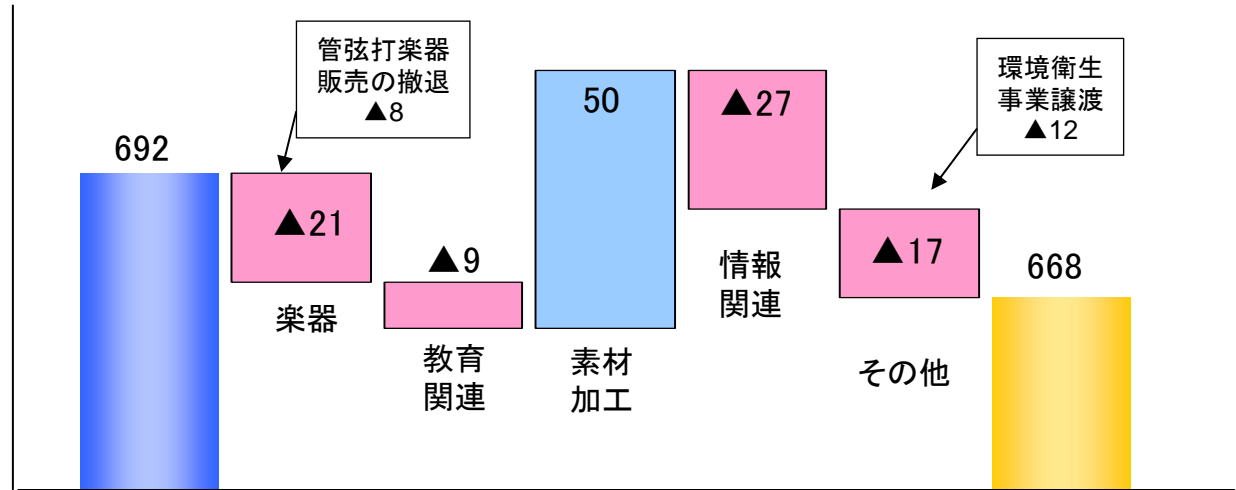 管弦打楽器
販売の撤退
▲8
環境衛生
事業譲渡
▲12
692
▲21
▲9
50
▲27
▲17
668
楽器
教育
関連
素材
加工
情報
関連
その他